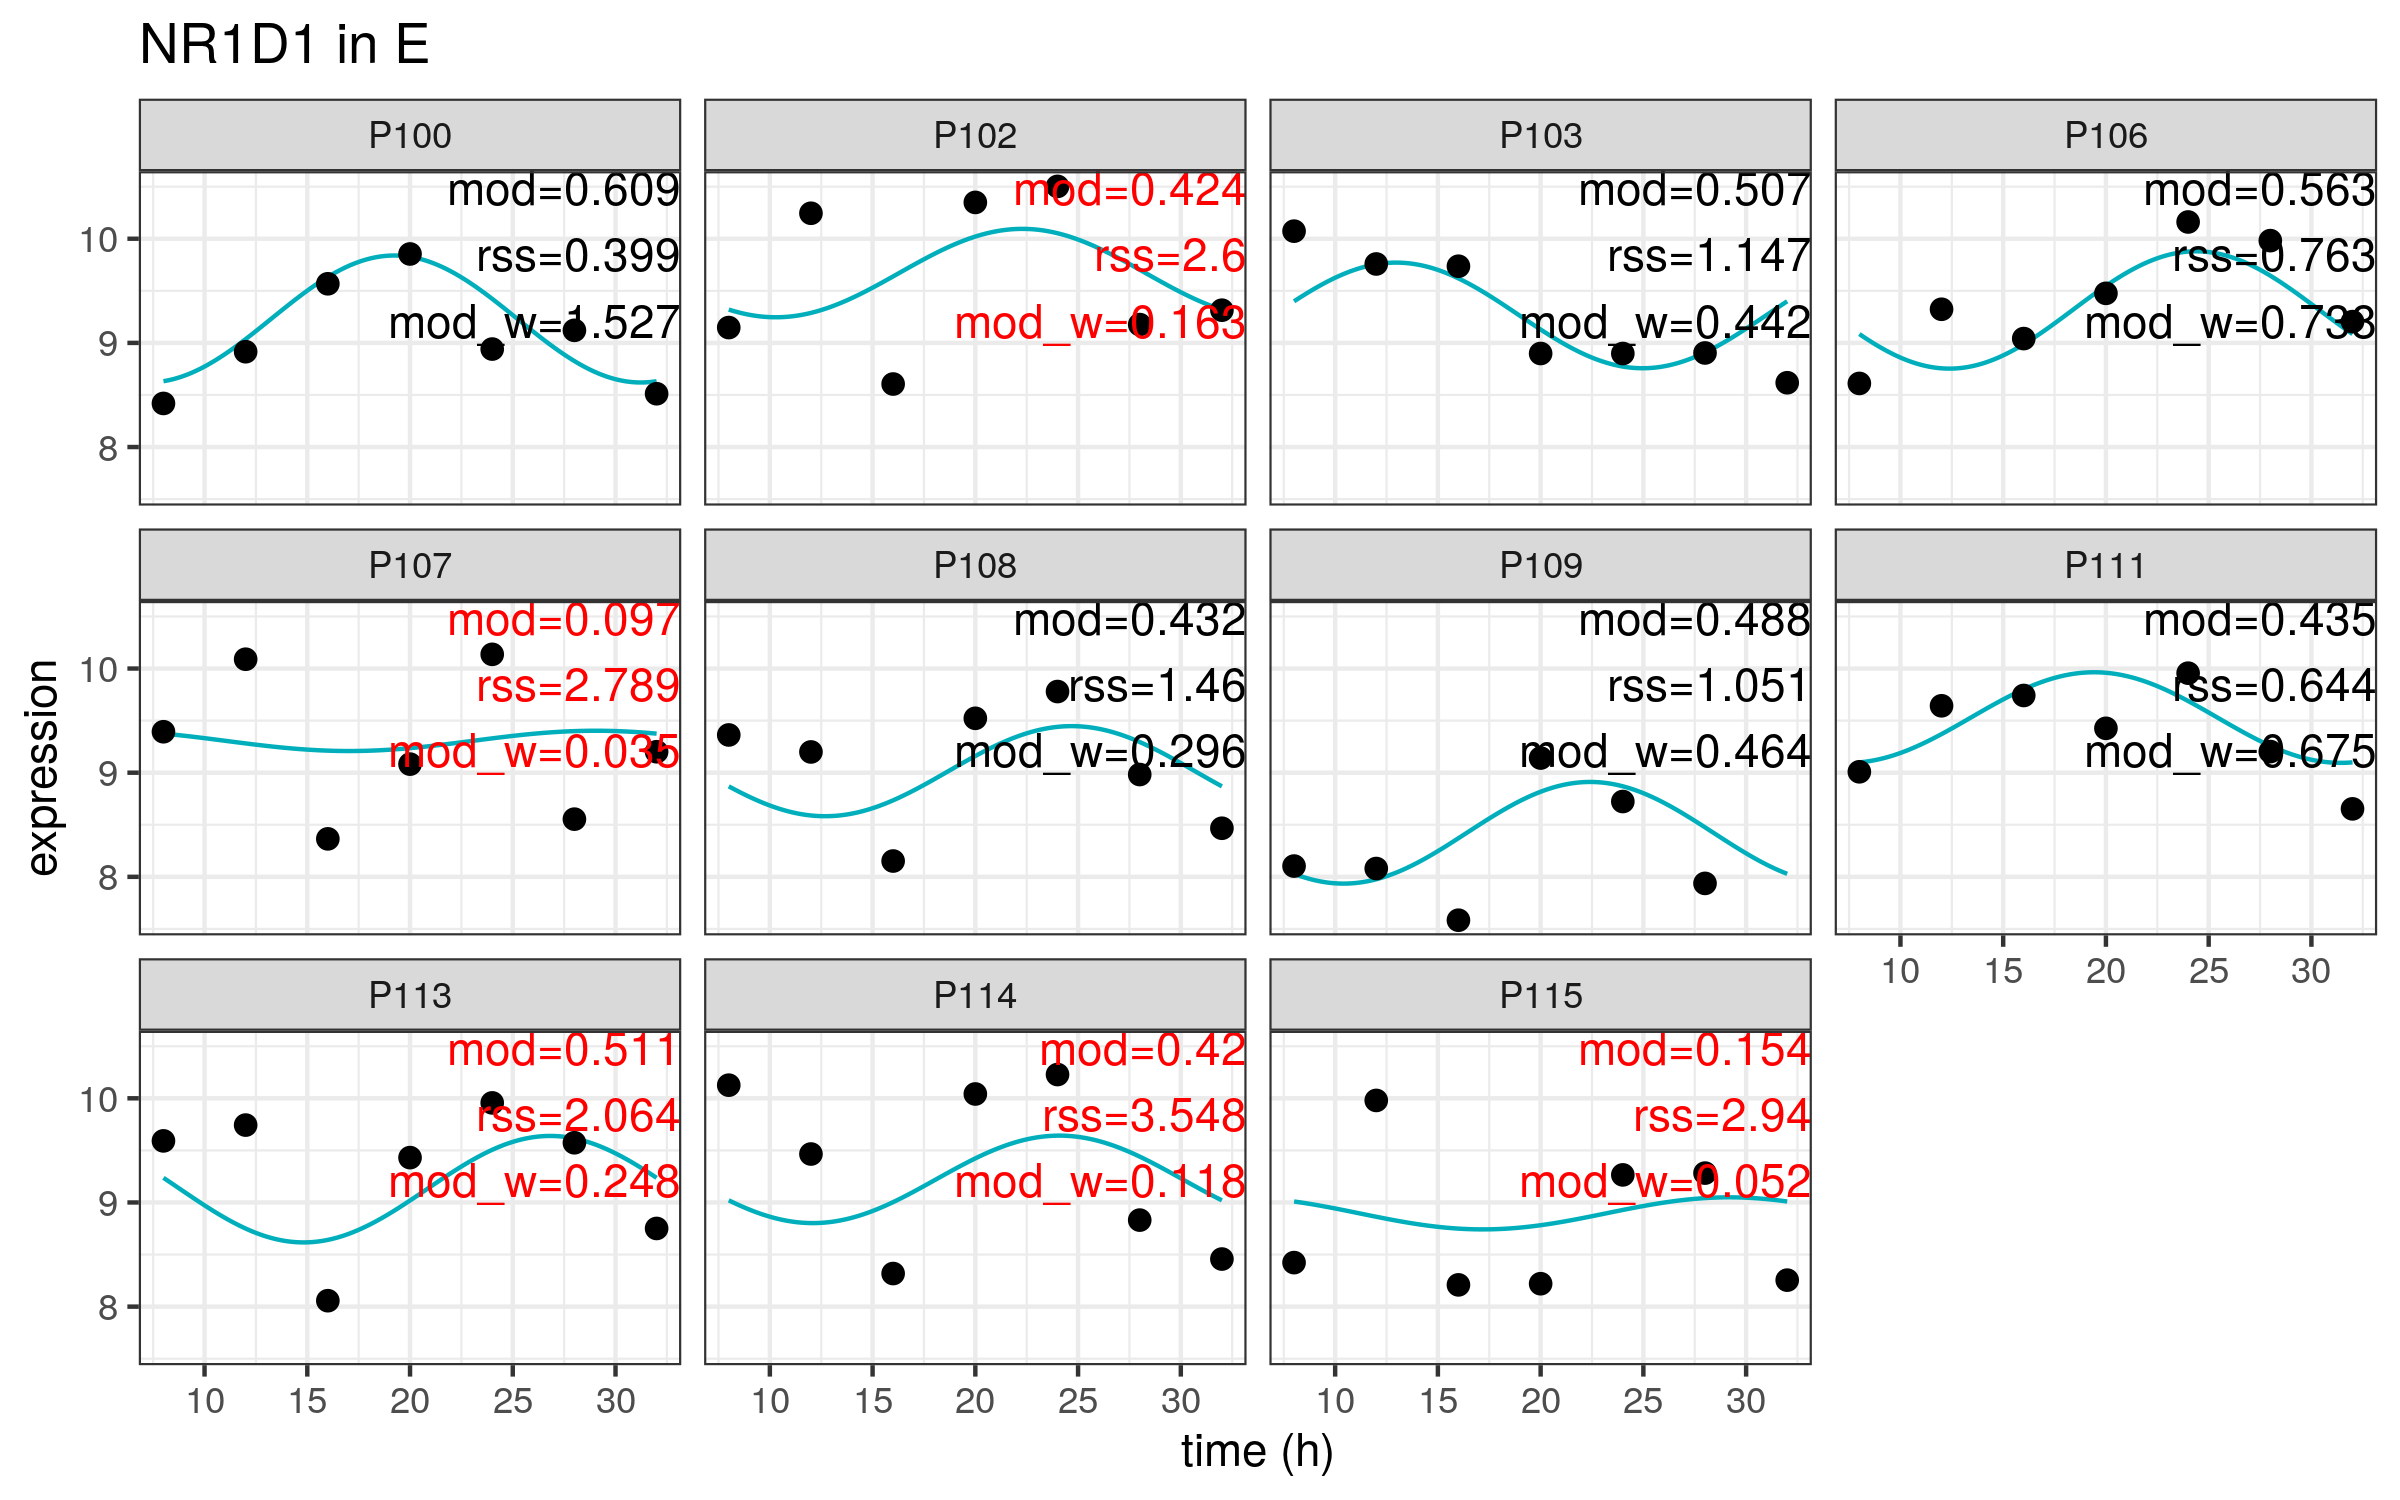 NR1D1 in E
P100
P102
P103
P106
mod=0.609
rss=0.399
mod_w=1.527
mod=0.424
rss=2.6
mod_w=0.163
mod=0.507
rss=1.147
mod_w=0.442
mod=0.563
rss=0.763
mod_w=0.738
10
9
8
P107
P108
P109
P111
mod=0.097
rss=2.789
mod_w=0.035
mod=0.432
rss=1.46
mod_w=0.296
mod=0.488
rss=1.051
mod_w=0.464
mod=0.435
rss=0.644
mod_w=0.675
10
9
8
10 15 20 25 30
P113
P114
P115
mod=0.511
rss=2.064
mod_w=0.248
mod=0.42
rss=3.548
mod_w=0.118
mod=0.154
rss=2.94
mod_w=0.052
10
9
8
10 15 20 25 30
10 15 20 25 30
10 15 20 25 30
expression
time (h)